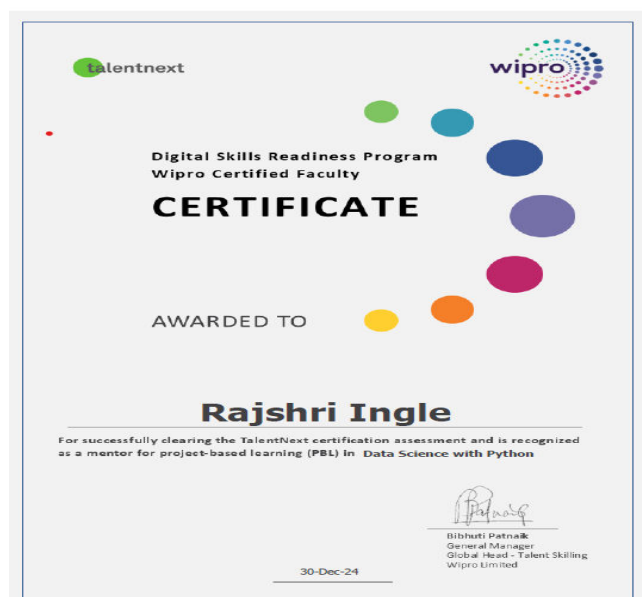 talentnext
wipro
Digital Skills Readiness Program
Wipro Certified Faculty
CERTIFICATE
AWARDED TO
Rajshri Ingle
For successfully clearing the TalentNext certification assessment and is recognized
as a mentor for project-based learning (PBL) in Data Science with Python
BPatnaik
Bibhuti Patnaik
General Manager
Global Head - Talent Skilling
Wipro Limited
30-Dec-24